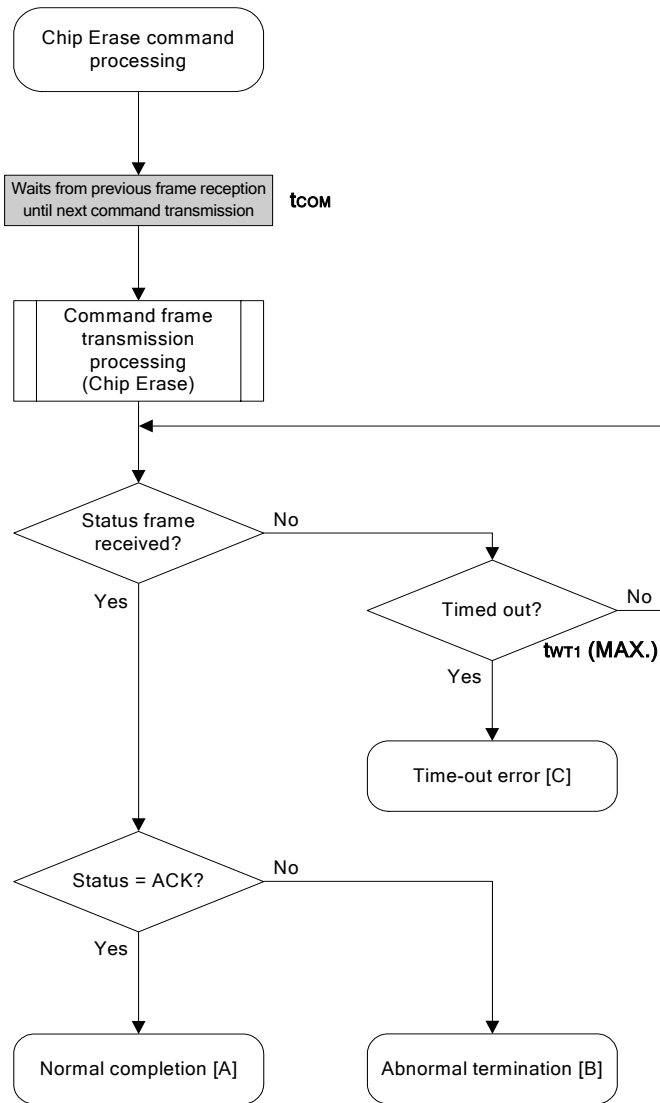 Chip Erase command
processing
Waits from previous frame reception
until next command transmission
tCOM
Command frame
transmission
processing
(Chip Erase)
Status frame
received?
No
Yes
Timed out?
No
tWT1 (MAX.)
Yes
Time-out error [C]
Status = ACK?
No
Yes
Normal completion [A]
Abnormal termination [B]